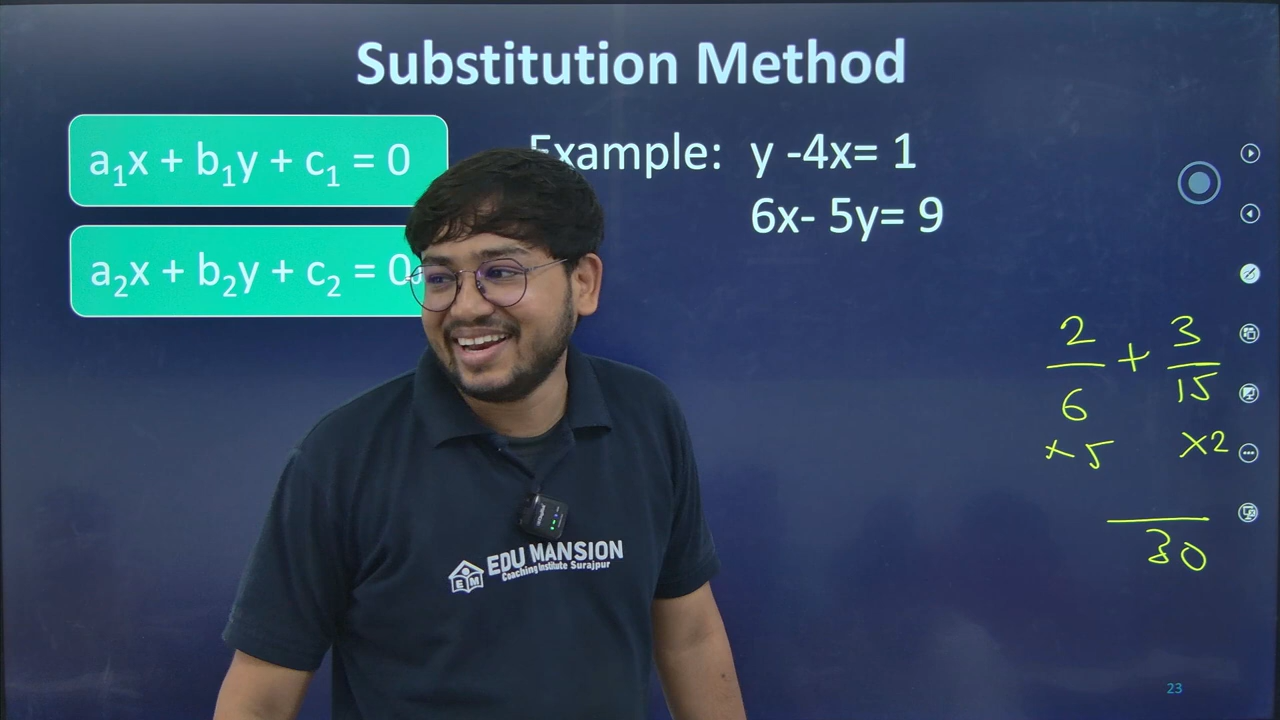 Substitution Method
a₁x + b₁y + c₁ = 0
a₂x + b₂y + c₂ = 0
Example: y -4x= 1
6x- 5y= 9
2/6 + 3/15
×5 ×2
30
EDU MANSION
Coaching Institute Surajpur
E M
23